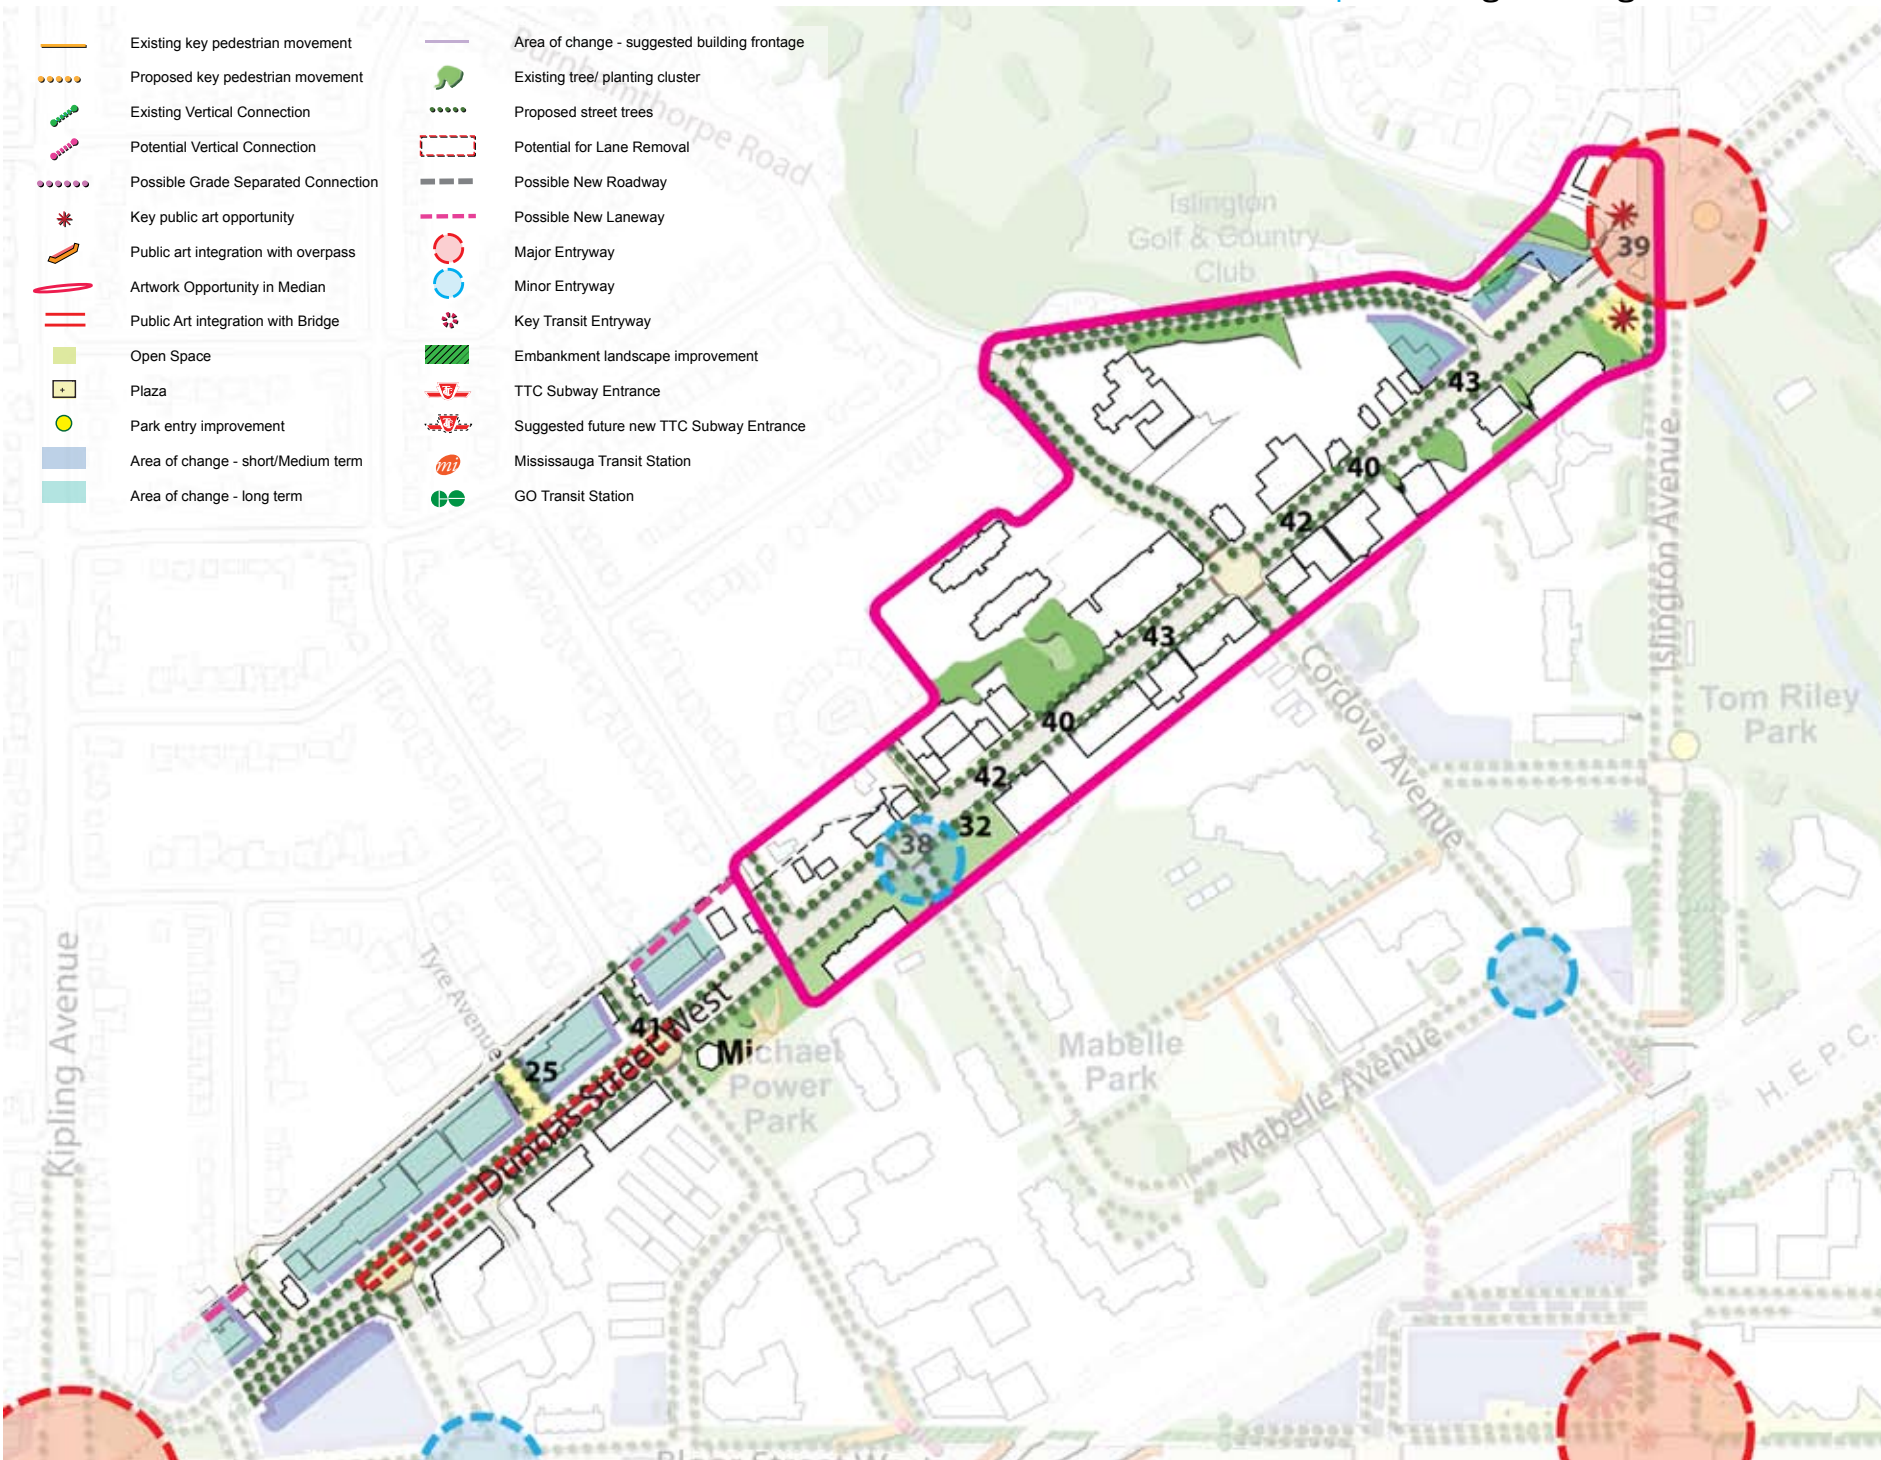 Existing key pedestrian movement
Proposed key pedestrian movement
Existing Vertical Connection
Potential Vertical Connection
Possible Grade Separated Connection
Key public art opportunity
Public art integration with overpass
Artwork Opportunity in Median
Public Art integration with Bridge
Open Space
Plaza
Park entry improvement
Area of change - short/Medium term
Area of change - long term
Area of change - suggested building frontage
Existing tree/ planting cluster
Proposed street trees
Potential for Lane Removal
Possible New Roadway
Possible New Laneway
Major Entryway
Minor Entryway
Key Transit Entryway
Embankment landscape improvement
TTC Subway Entrance
Suggested future new TTC Subway Entrance
mi
Mississauga Transit Station
GO Transit Station
Burnhamthorpe Road
Islington
Golf & Country
Club
39
43
40
42
Islington Avenue
43
Cordova Avenue
Tom Riley
Park
40
42
32
38
Kipling Avenue
Tyre Avenue
Dundas Street West
41
25
Michael
Power
Park
Mabelle
Park
Mabelle Avenue
H. E. P. C.